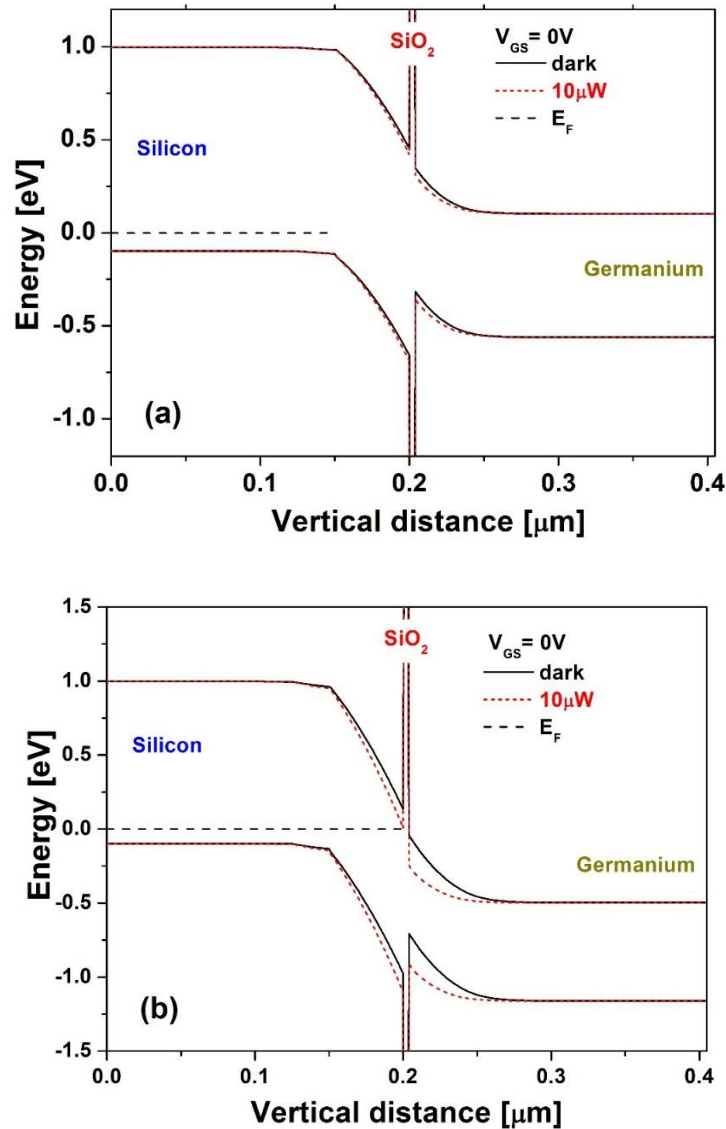 SiO2
VGS= 0V
dark
10μW
EF
Silicon
Germanium
(a)
Energy [eV]
1.0
0.5
0.0
-0.5
-1.0
0.0 0.1 0.2 0.3 0.4
Vertical distance [μm]
SiO2
VGS= 0V
dark
10μW
EF
Silicon
Germanium
(b)
Energy [eV]
1.5
1.0
0.5
0.0
-0.5
-1.0
-1.5
0.0 0.1 0.2 0.3 0.4
Vertical distance [μm]